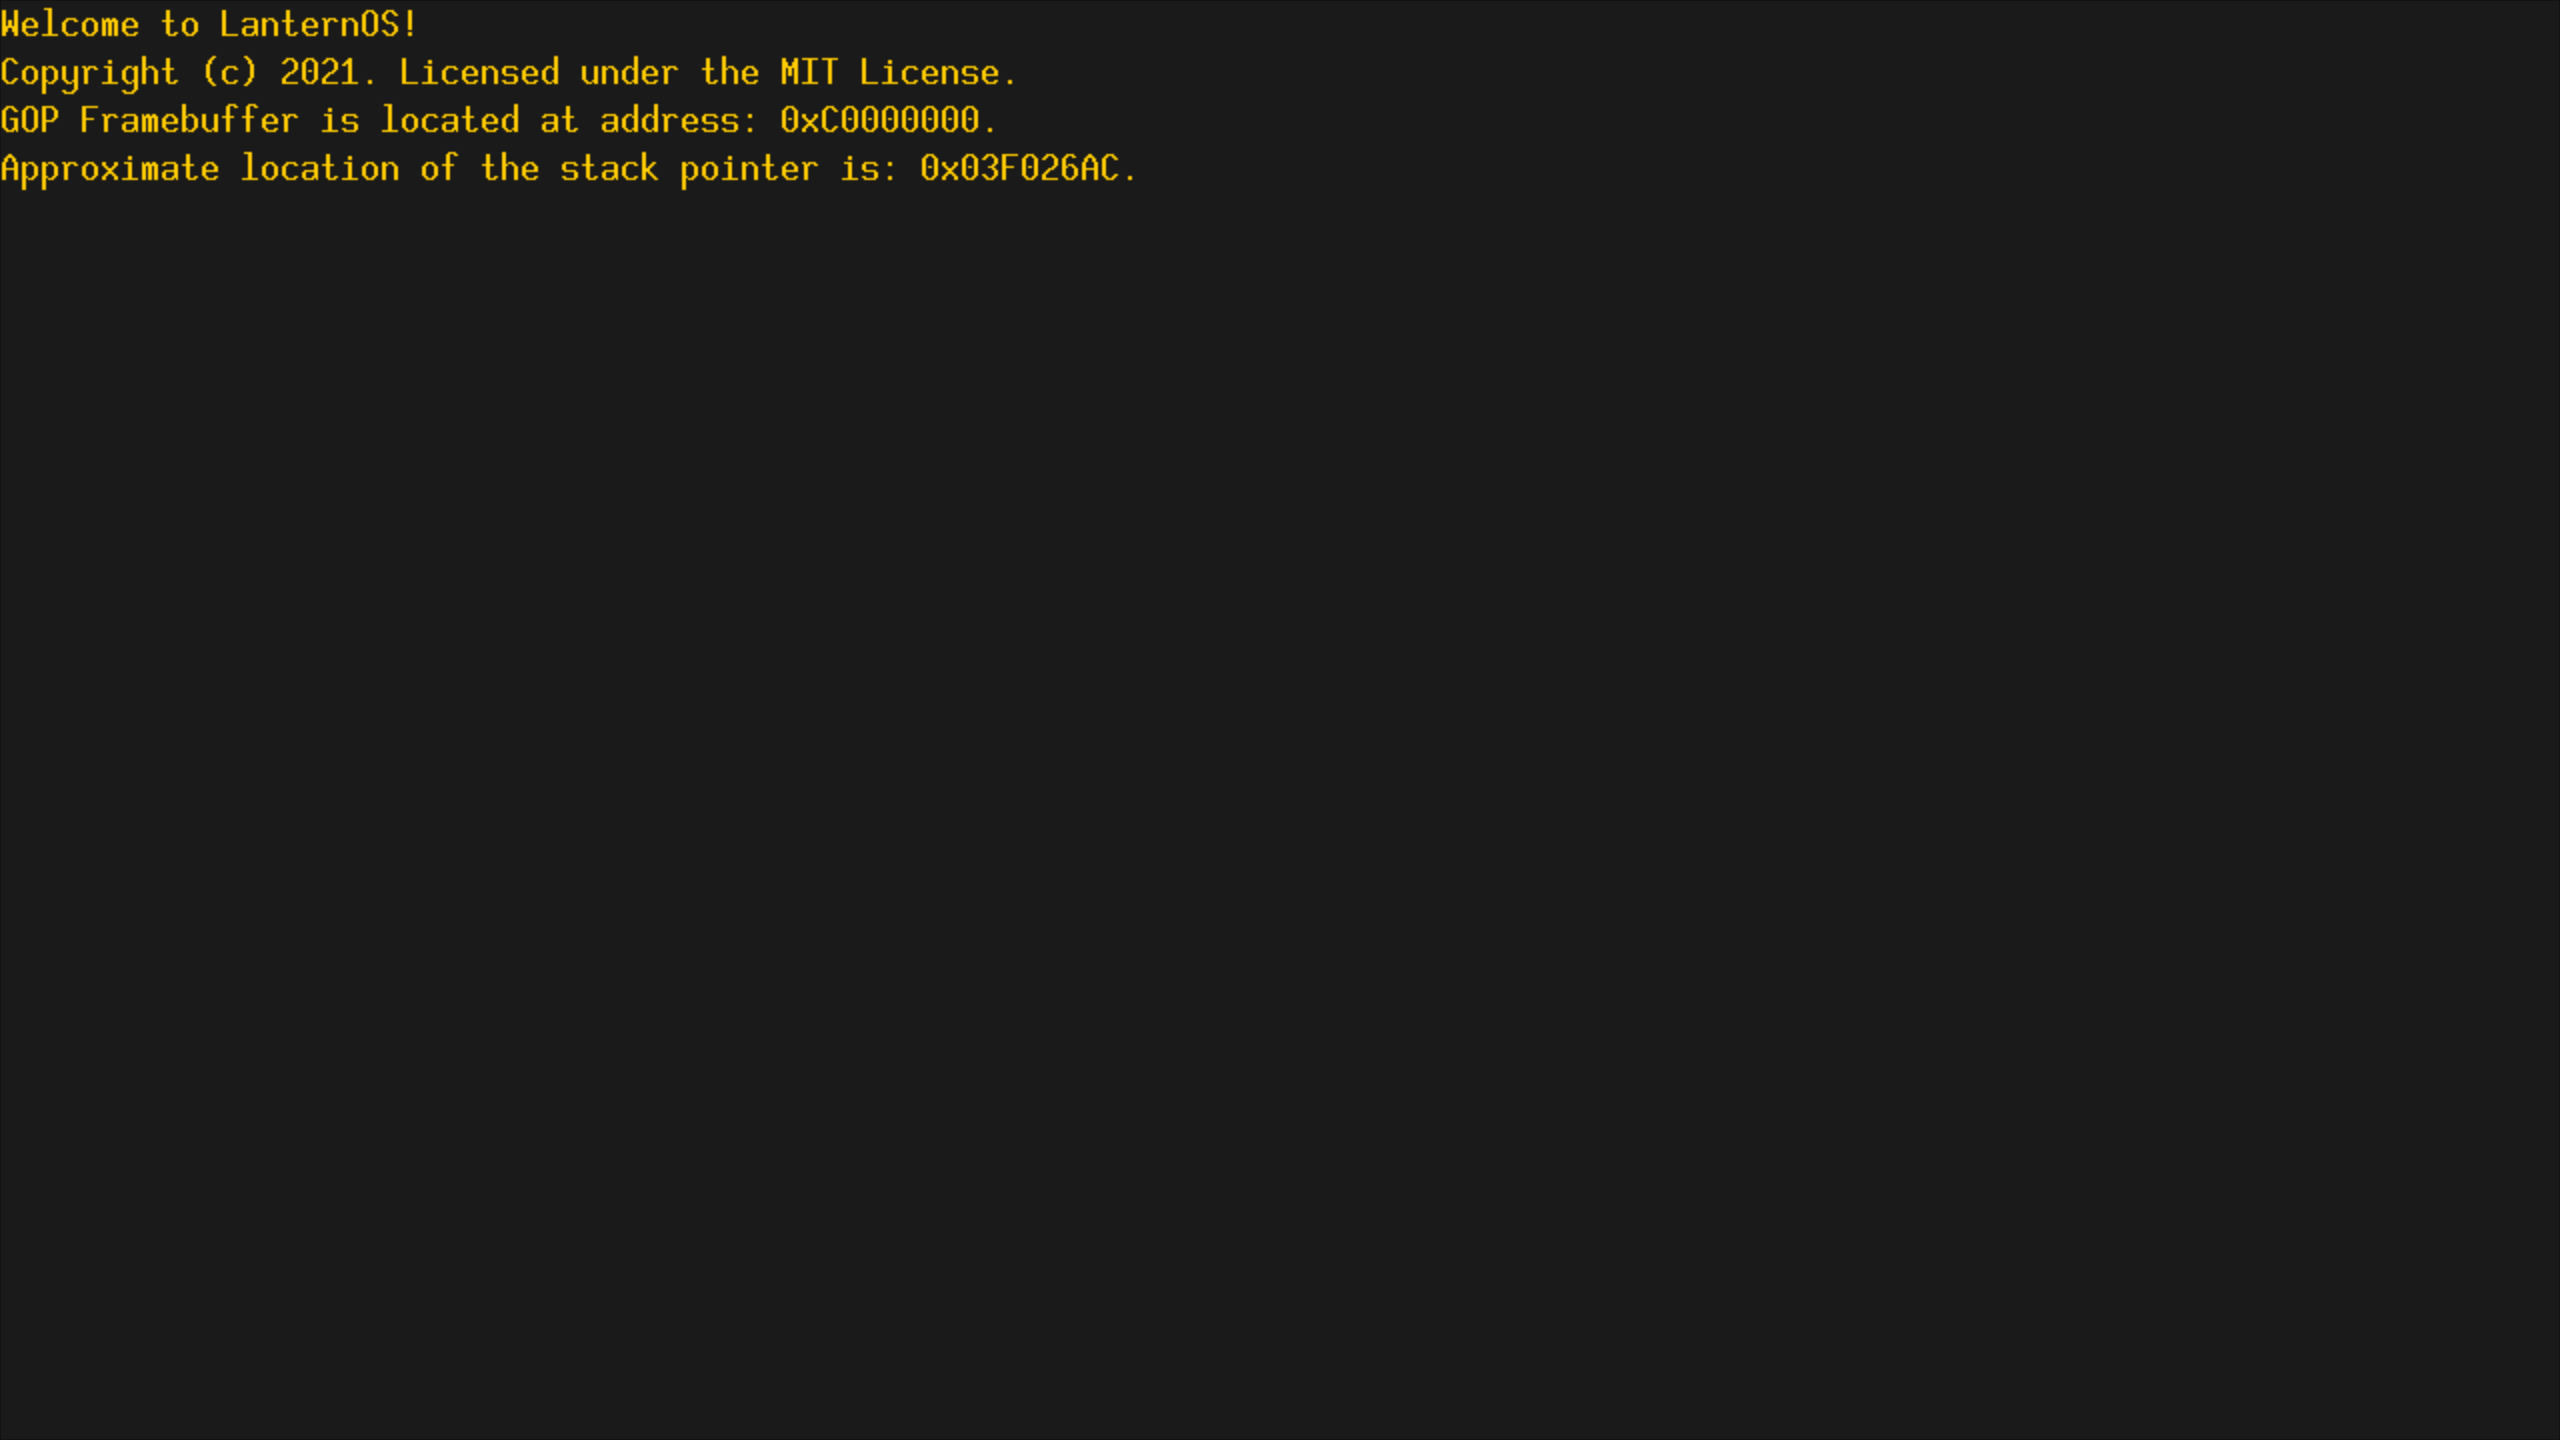 Welcome to LanternOS!
Copyright (c) 2021. Licensed under the MIT License.
GOP Framebuffer is located at address: 0xC0000000.
Approximate location of the stack pointer is: 0x03F026AC.